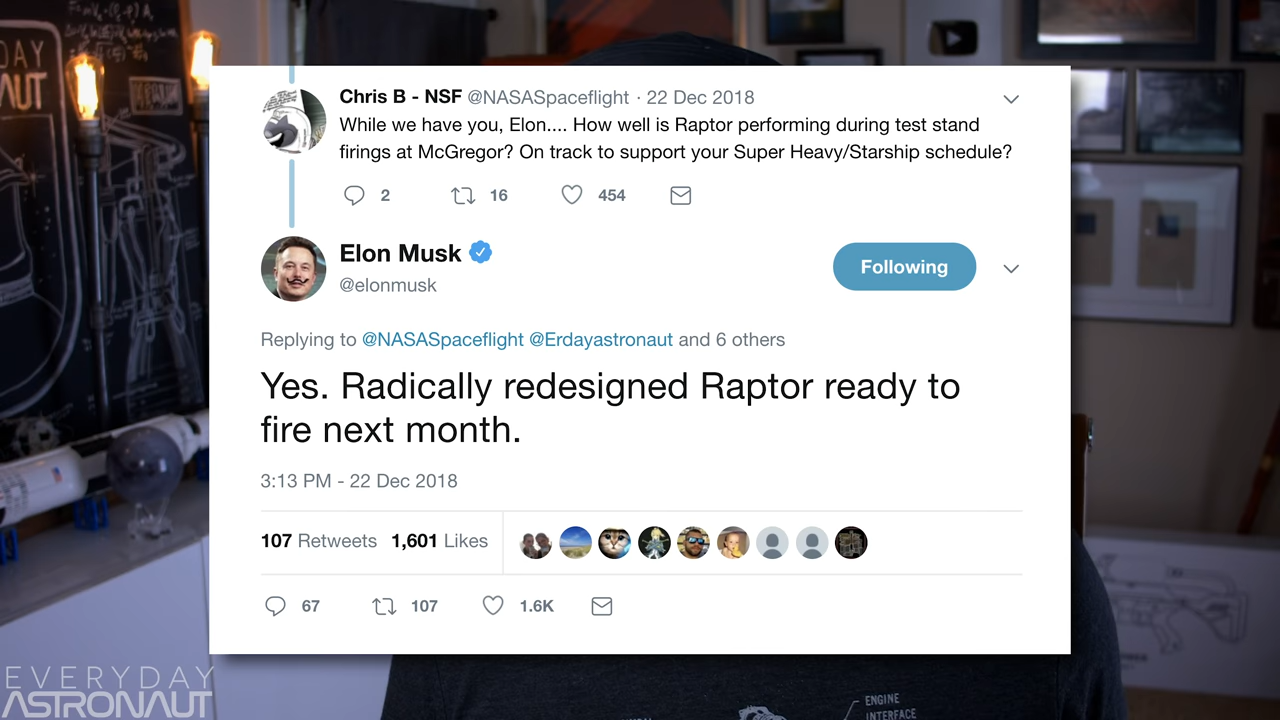 Chris B - NSF @NASASpaceflight · 22 Dec 2018
While we have you, Elon.... How well is Raptor performing during test stand
firings at McGregor? On track to support your Super Heavy/Starship schedule?
2 16 454
Elon Musk
@elonmusk
Following
Replying to @NASASpaceflight @Erdayastronaut and 6 others
Yes. Radically redesigned Raptor ready to
fire next month.
3:13 PM - 22 Dec 2018
107 Retweets 1,601 Likes
67 107 1.6K
DAY
AUT
EVERYDAY
ASTRONAUT
ENGINE
INTERFACE